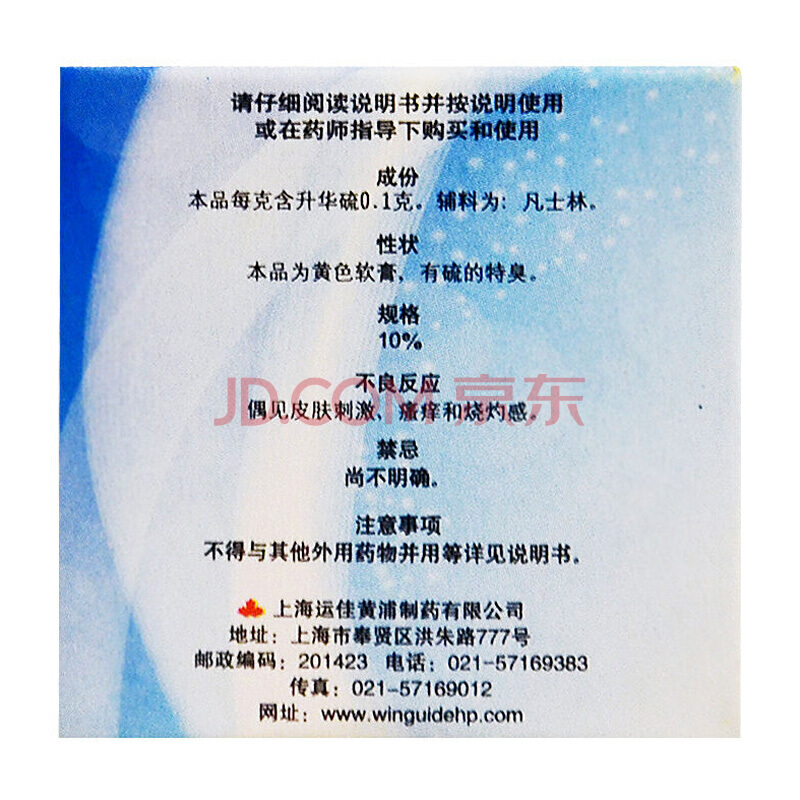 请仔细阅读说明书并按说明使用
或在药师指导下购买和使用
成份
本品每克含升华硫0.1克。辅料为：凡士林。
性状
本品为黄色软膏，有硫的特臭。
规格
10%
不良反应
JD.COM 京东
偶见皮肤刺激、瘙痒和烧灼感。
禁忌
尚不明确。
注意事项
不得与其他外用药物并用等详见说明书。
上海运佳黄浦制药有限公司
地址：上海市奉贤区洪朱路777号
邮政编码：201423 电话：021-57169383
传真：021-57169012
网址：www.winguidehp.com